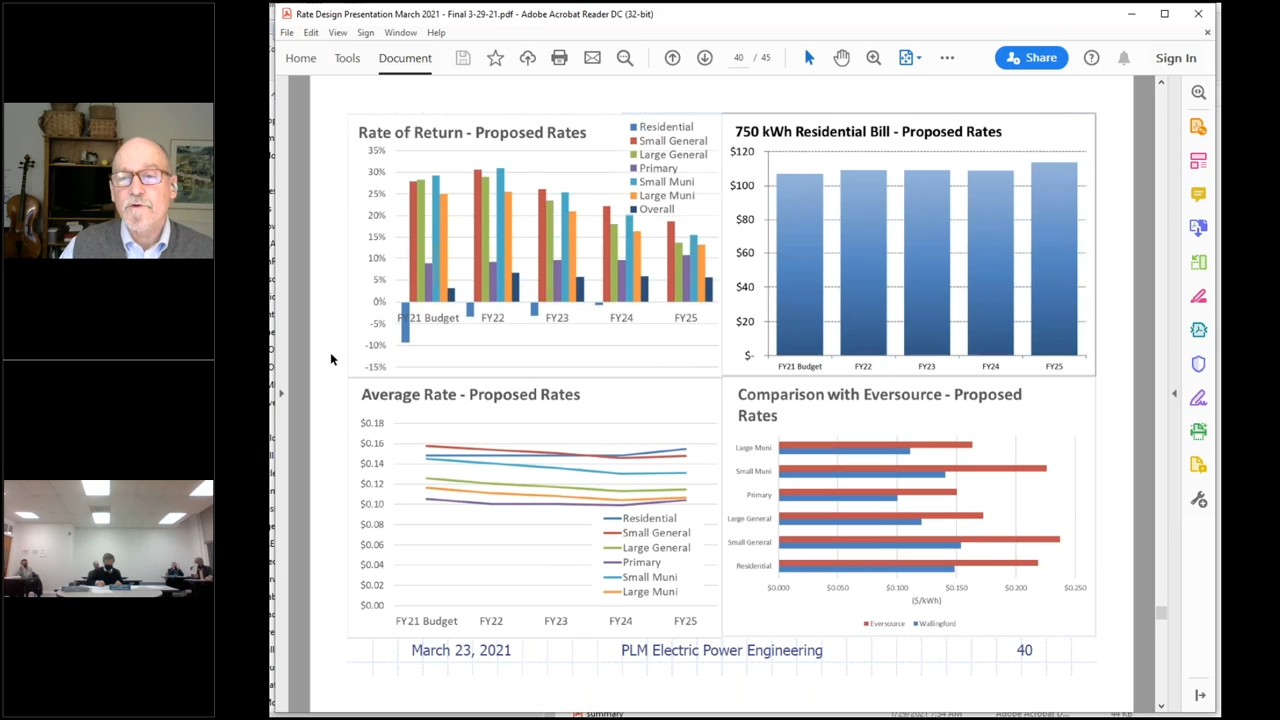 Rate Design Presentation March 2021 - Final 3-29-21.pdf - Adobe Acrobat Reader DC (32-bit)
File Edit View Sign Window Help
Home Tools Document 40 / 45 Share Sign In
Rate of Return - Proposed Rates
Residential
Small General
Large General
Primary
Small Muni
Large Muni
Overall
35%
30%
25%
20%
15%
10%
5%
0%
-5%
-10%
-15%
FY21 Budget FY22 FY23 FY24 FY25
750 kWh Residential Bill - Proposed Rates
$120
$100
$80
$60
$40
$20
$-
FY21 Budget FY22 FY23 FY24 FY25
Average Rate - Proposed Rates
$0.18
$0.16
$0.14
$0.12
$0.10
$0.08
$0.06
$0.04
$0.02
$0.00
Residential
Small General
Large General
Primary
Small Muni
Large Muni
FY21 Budget FY22 FY23 FY24 FY25
Comparison with Eversource - Proposed
Rates
Large Muni
Small Muni
Primary
Large General
Small General
Residential
$0.000 $0.050 $0.100 $0.150 $0.200 $0.250
($/kWh)
Eversource Wallingford
March 23, 2021 PLM Electric Power Engineering 40
summary